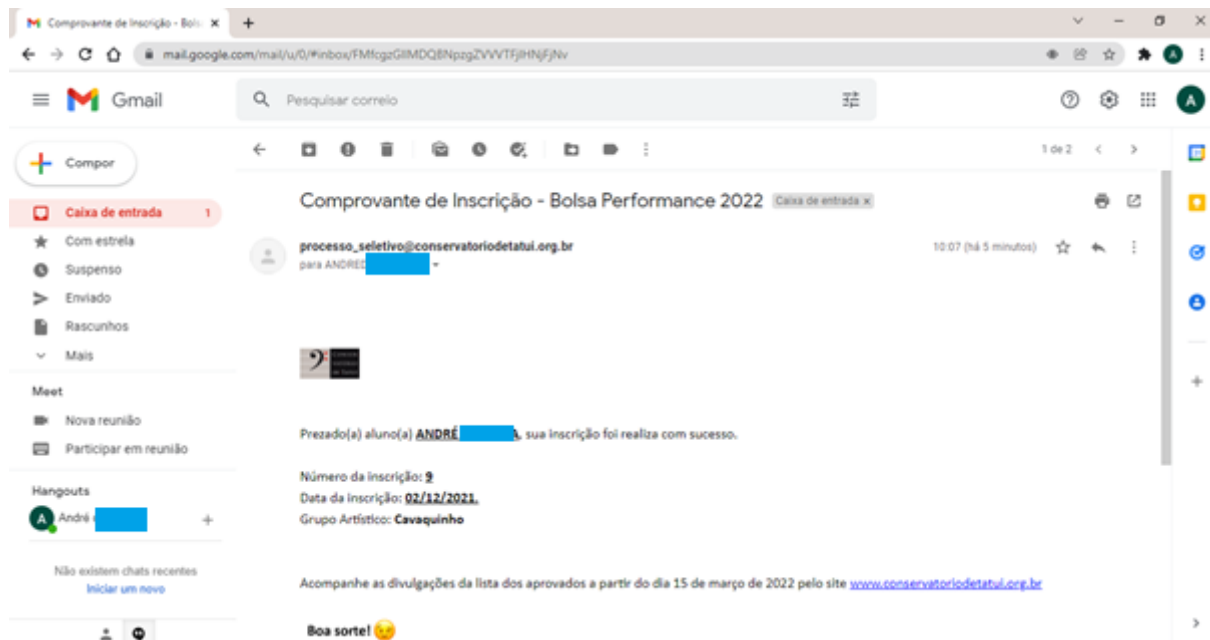 Comprovante de Inscrição - Bols
mail.google.com/mail/u/0/#inbox/
Gmail
Pesquisar correio
A
Compor
1 de 2
Caixa de entrada 1
Com estrela
Suspenso
Enviado
Rascunhos
Mais
Meet
Nova reunião
Participar em reunião
Hangouts
A André
Não existem chats recentes
Iniciar um novo
Comprovante de Inscrição - Bolsa Performance 2022 Caixa de entrada x
processo_seletivo@conservatoriodetatui.org.br 10:07 (há 5 minutos)
para ANDRED
Prezado(a) aluno(a) ANDRÉ A, sua inscrição foi realiza com sucesso.
Número da inscrição: 9
Data da inscrição: 02/12/2021.
Grupo Artístico: Cavaquinho
Acompanhe as divulgações da lista dos aprovados a partir do dia 15 de março de 2022 pelo site www.conservatoriodetatui.org.br
Boa sorte!